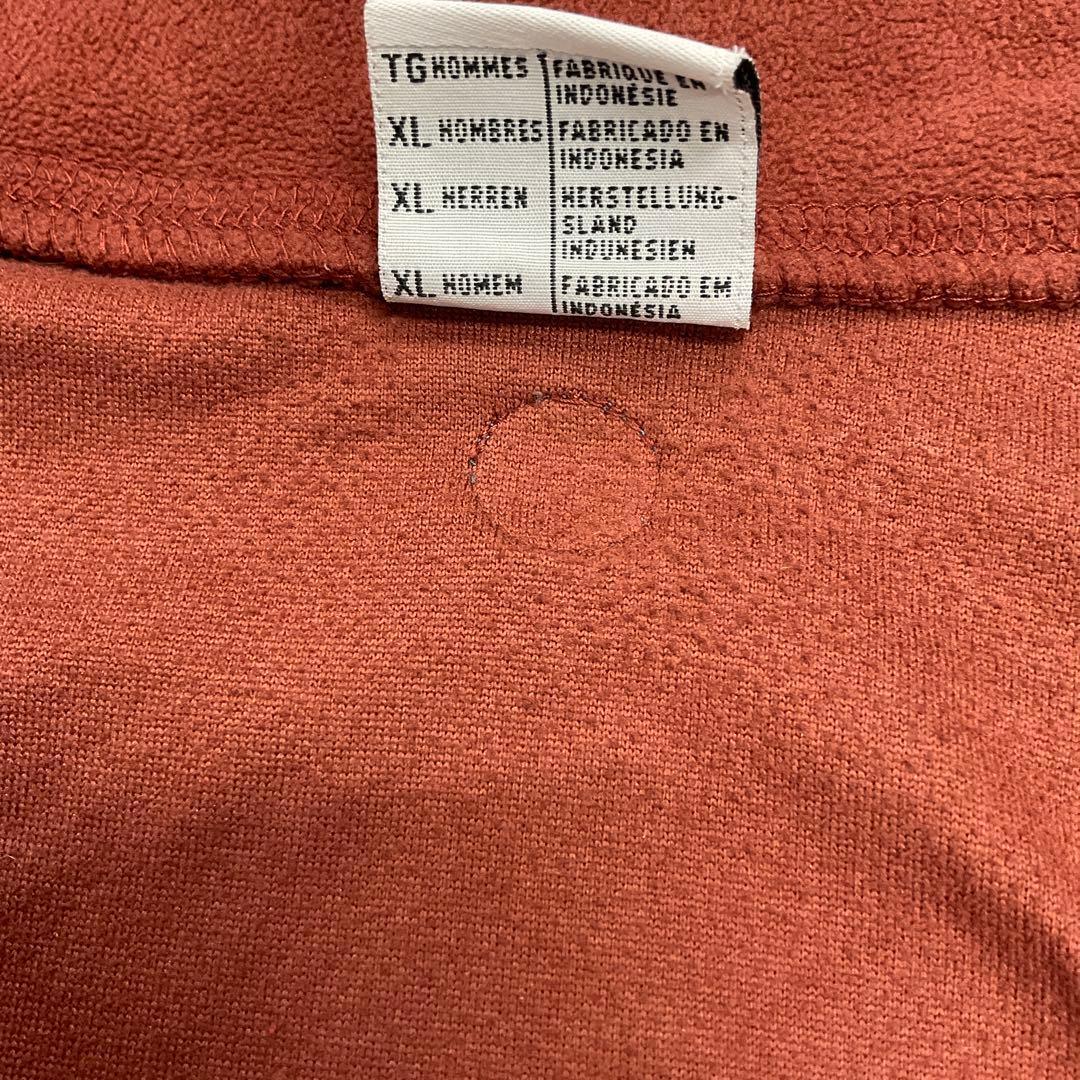 TG HOMMES
FABRIQUE EN
INDONÉSIE
XL HOMBRES
FABRICADO EN
INDONESIA
XL HERREN
HERSTELLUNG-
SLAND
INDUNESIEN
XL HOMEM
FABRICADO EM
INDONÉSIA